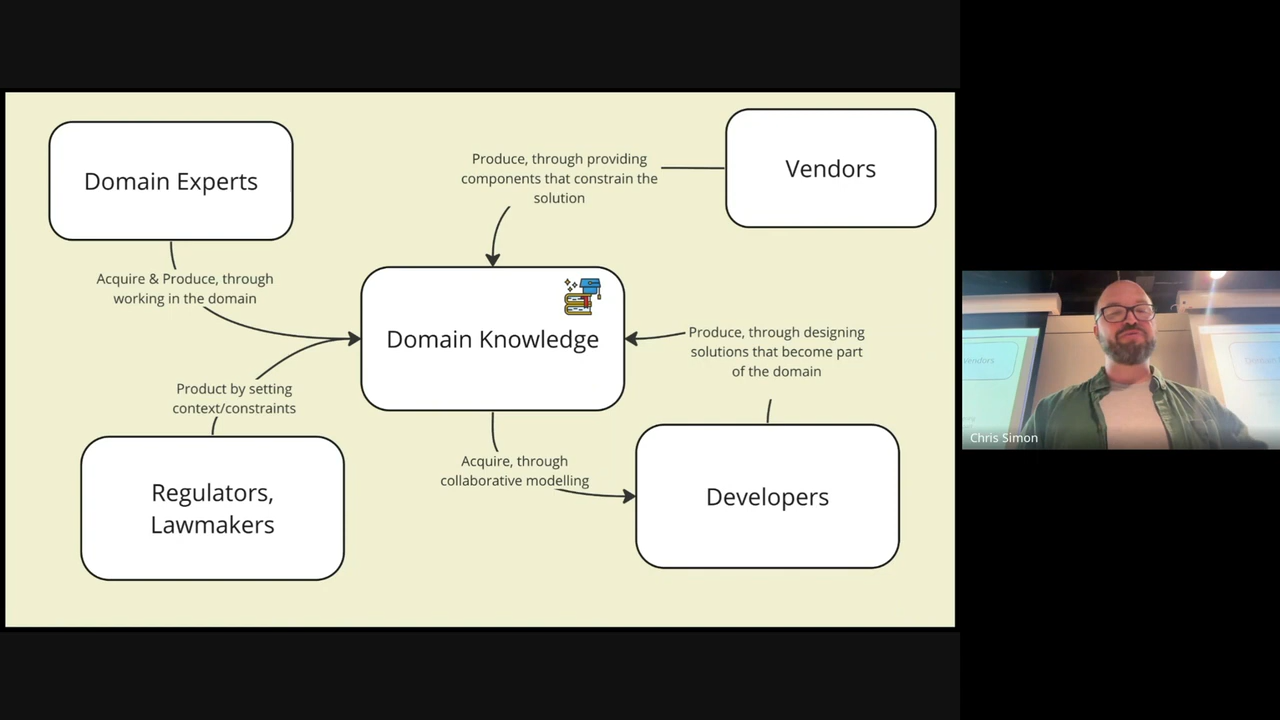 Domain Experts
Vendors
Produce, through providing
components that constrain the
solution
Acquire & Produce, through
working in the domain
Domain Knowledge
Produce, through designing
solutions that become part
of the domain
Product by setting
context/constraints
Regulators,
Lawmakers
Acquire, through
collaborative modelling
Developers
Vendors
Chris Simon